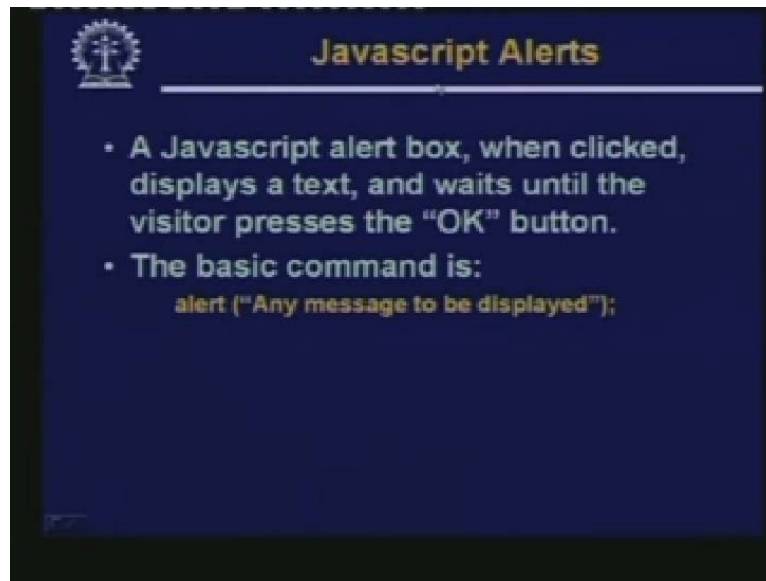 Javascript Alerts
• A Javascript alert box, when clicked,
displays a text, and waits until the
visitor presses the “OK” button.
• The basic command is:
alert (“Any message to be displayed”);